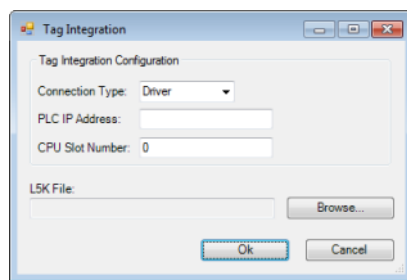 Tag Integration
Tag Integration Configuration
Connection Type: Driver
PLC IP Address:
CPU Slot Number: 0
L5K File:
Browse...
Ok Cancel